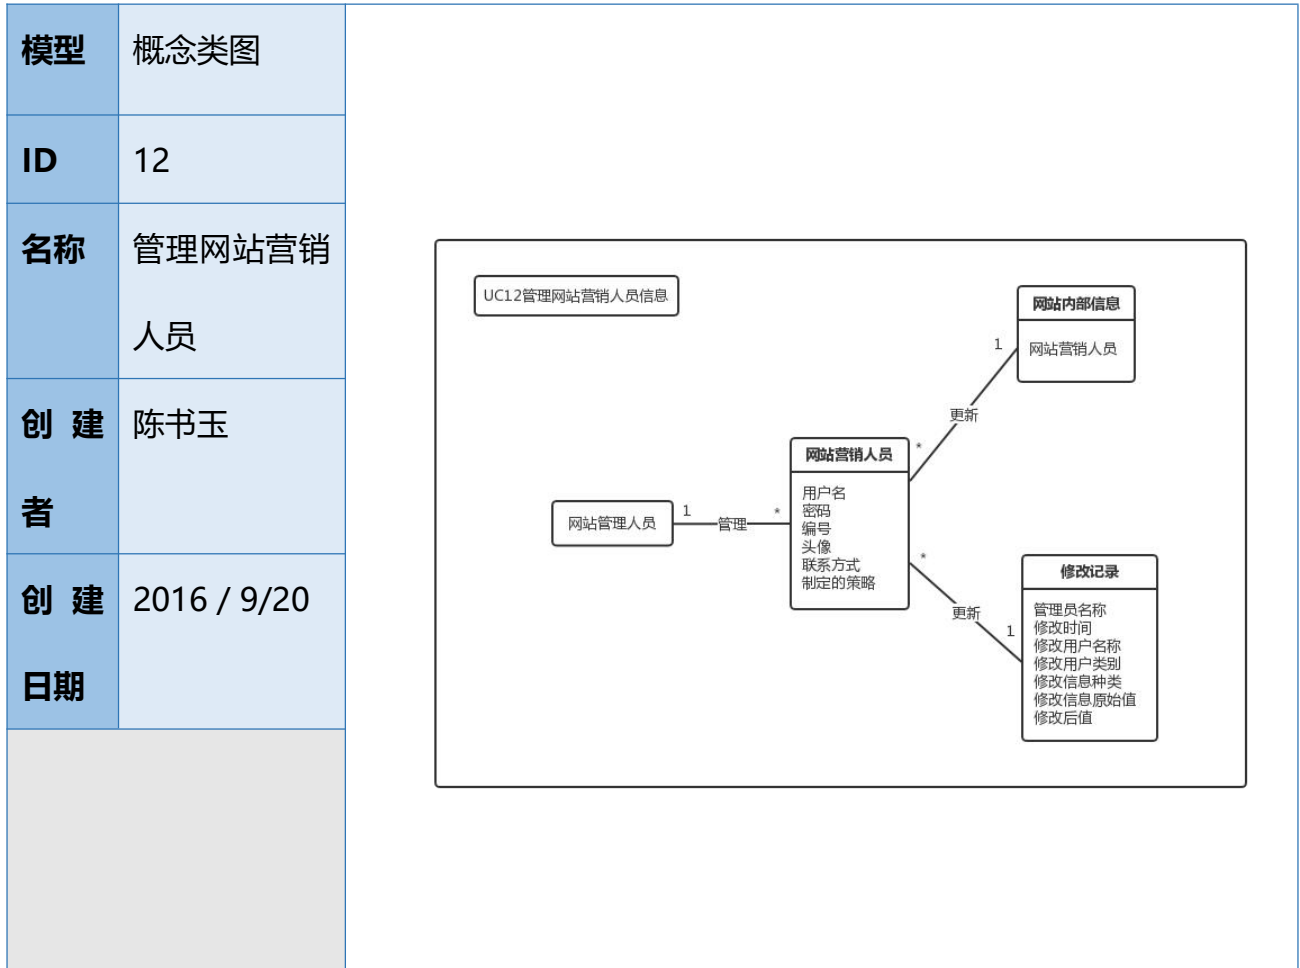 模型
概念类图
ID
12
名称
管理网站营销
人员
创 建
者
陈书玉
创 建
日期
2016 / 9/20
UC12管理网站营销人员信息
网站内部信息
网站营销人员
1
更新
*
网站营销人员
用户名
密码
编号
头像
联系方式
制定的策略
网站管理人员
1
管理
*
*
更新
1
修改记录
管理员名称
修改时间
修改用户名称
修改用户类别
修改信息种类
修改信息原始值
修改后值